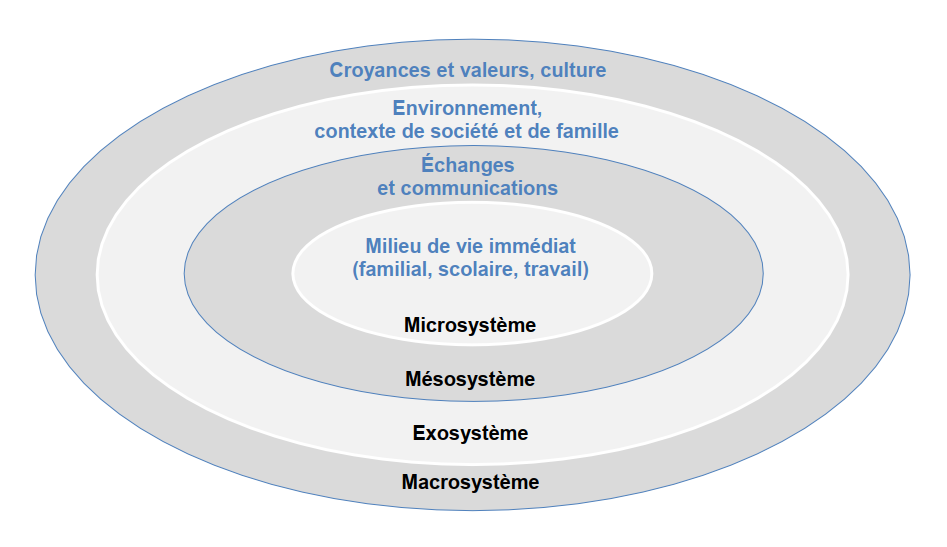 Croyances et valeurs, culture
Environnement,
contexte de société et de famille
Échanges
et communications
Milieu de vie immédiat
(familial, scolaire, travail)
Microsystème
Mésosystème
Exosystème
Macrosystème